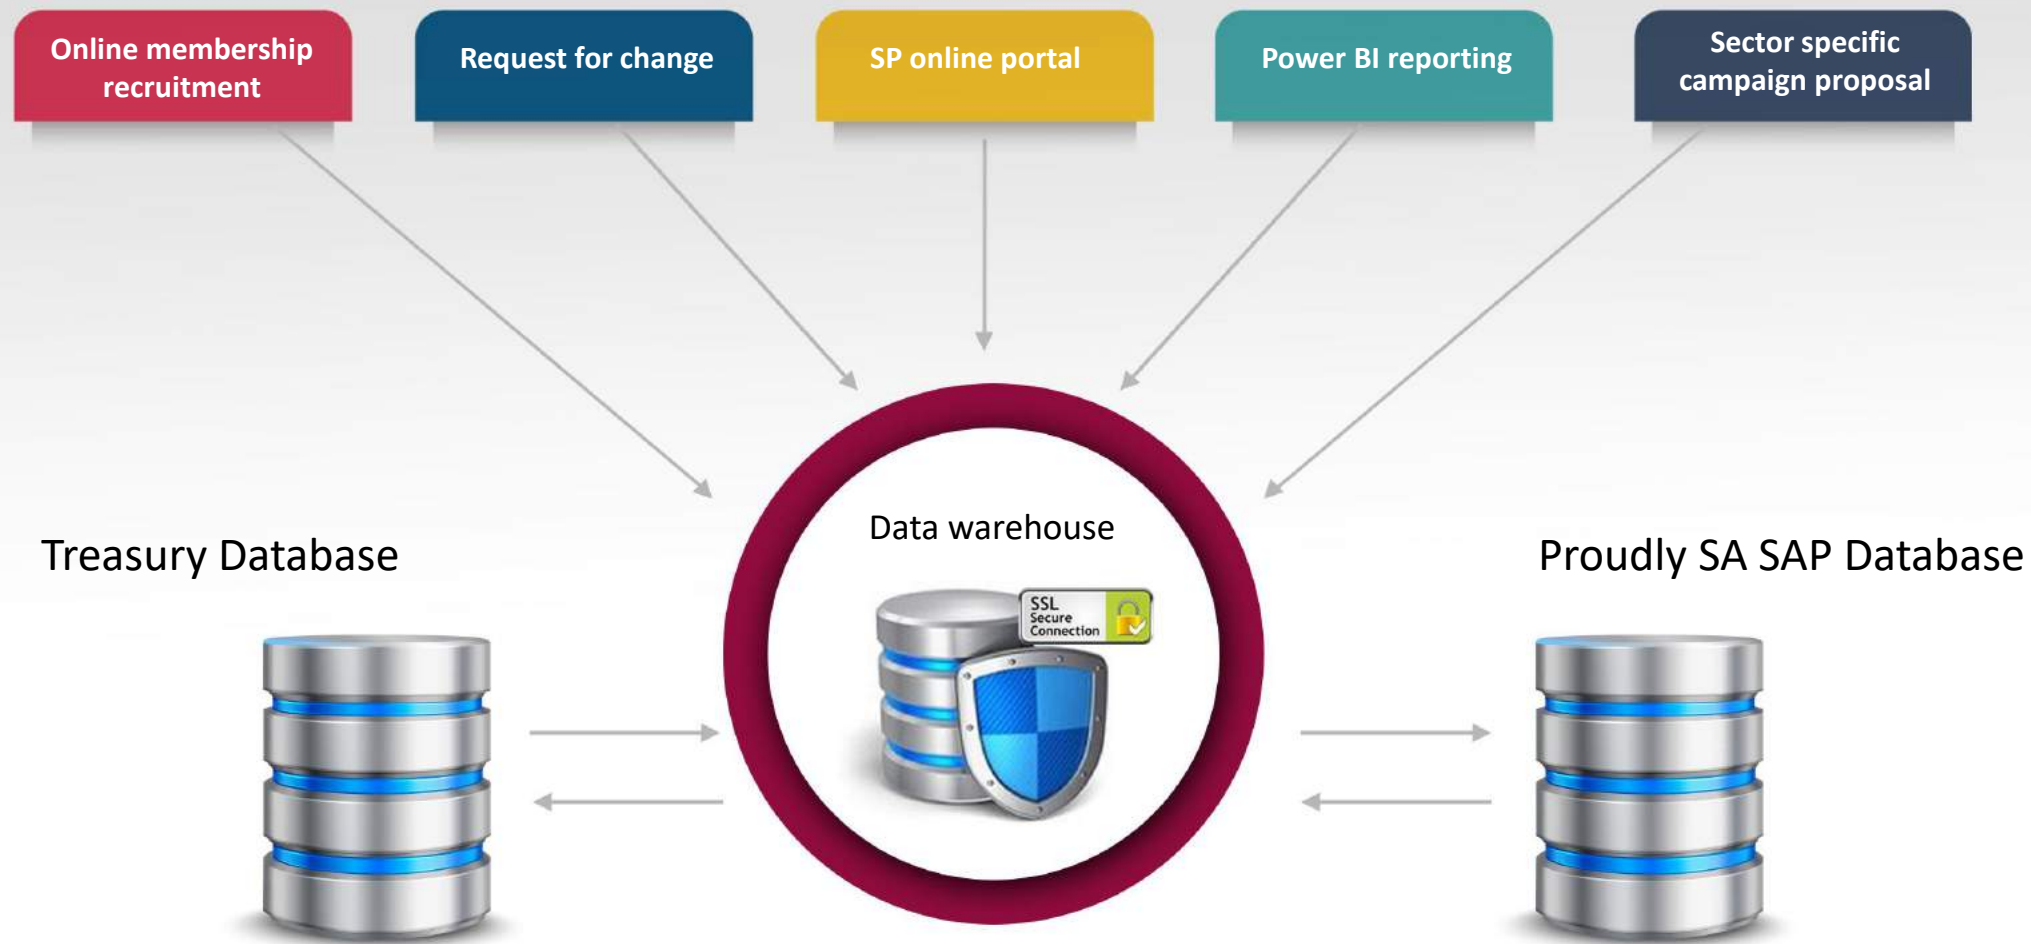 Online membership
recruitment
Request for change
SP online portal
Power BI reporting
Sector specific
campaign proposal
Data warehouse
Treasury Database
Proudly SA SAP Database
SSL
Secure
Connection